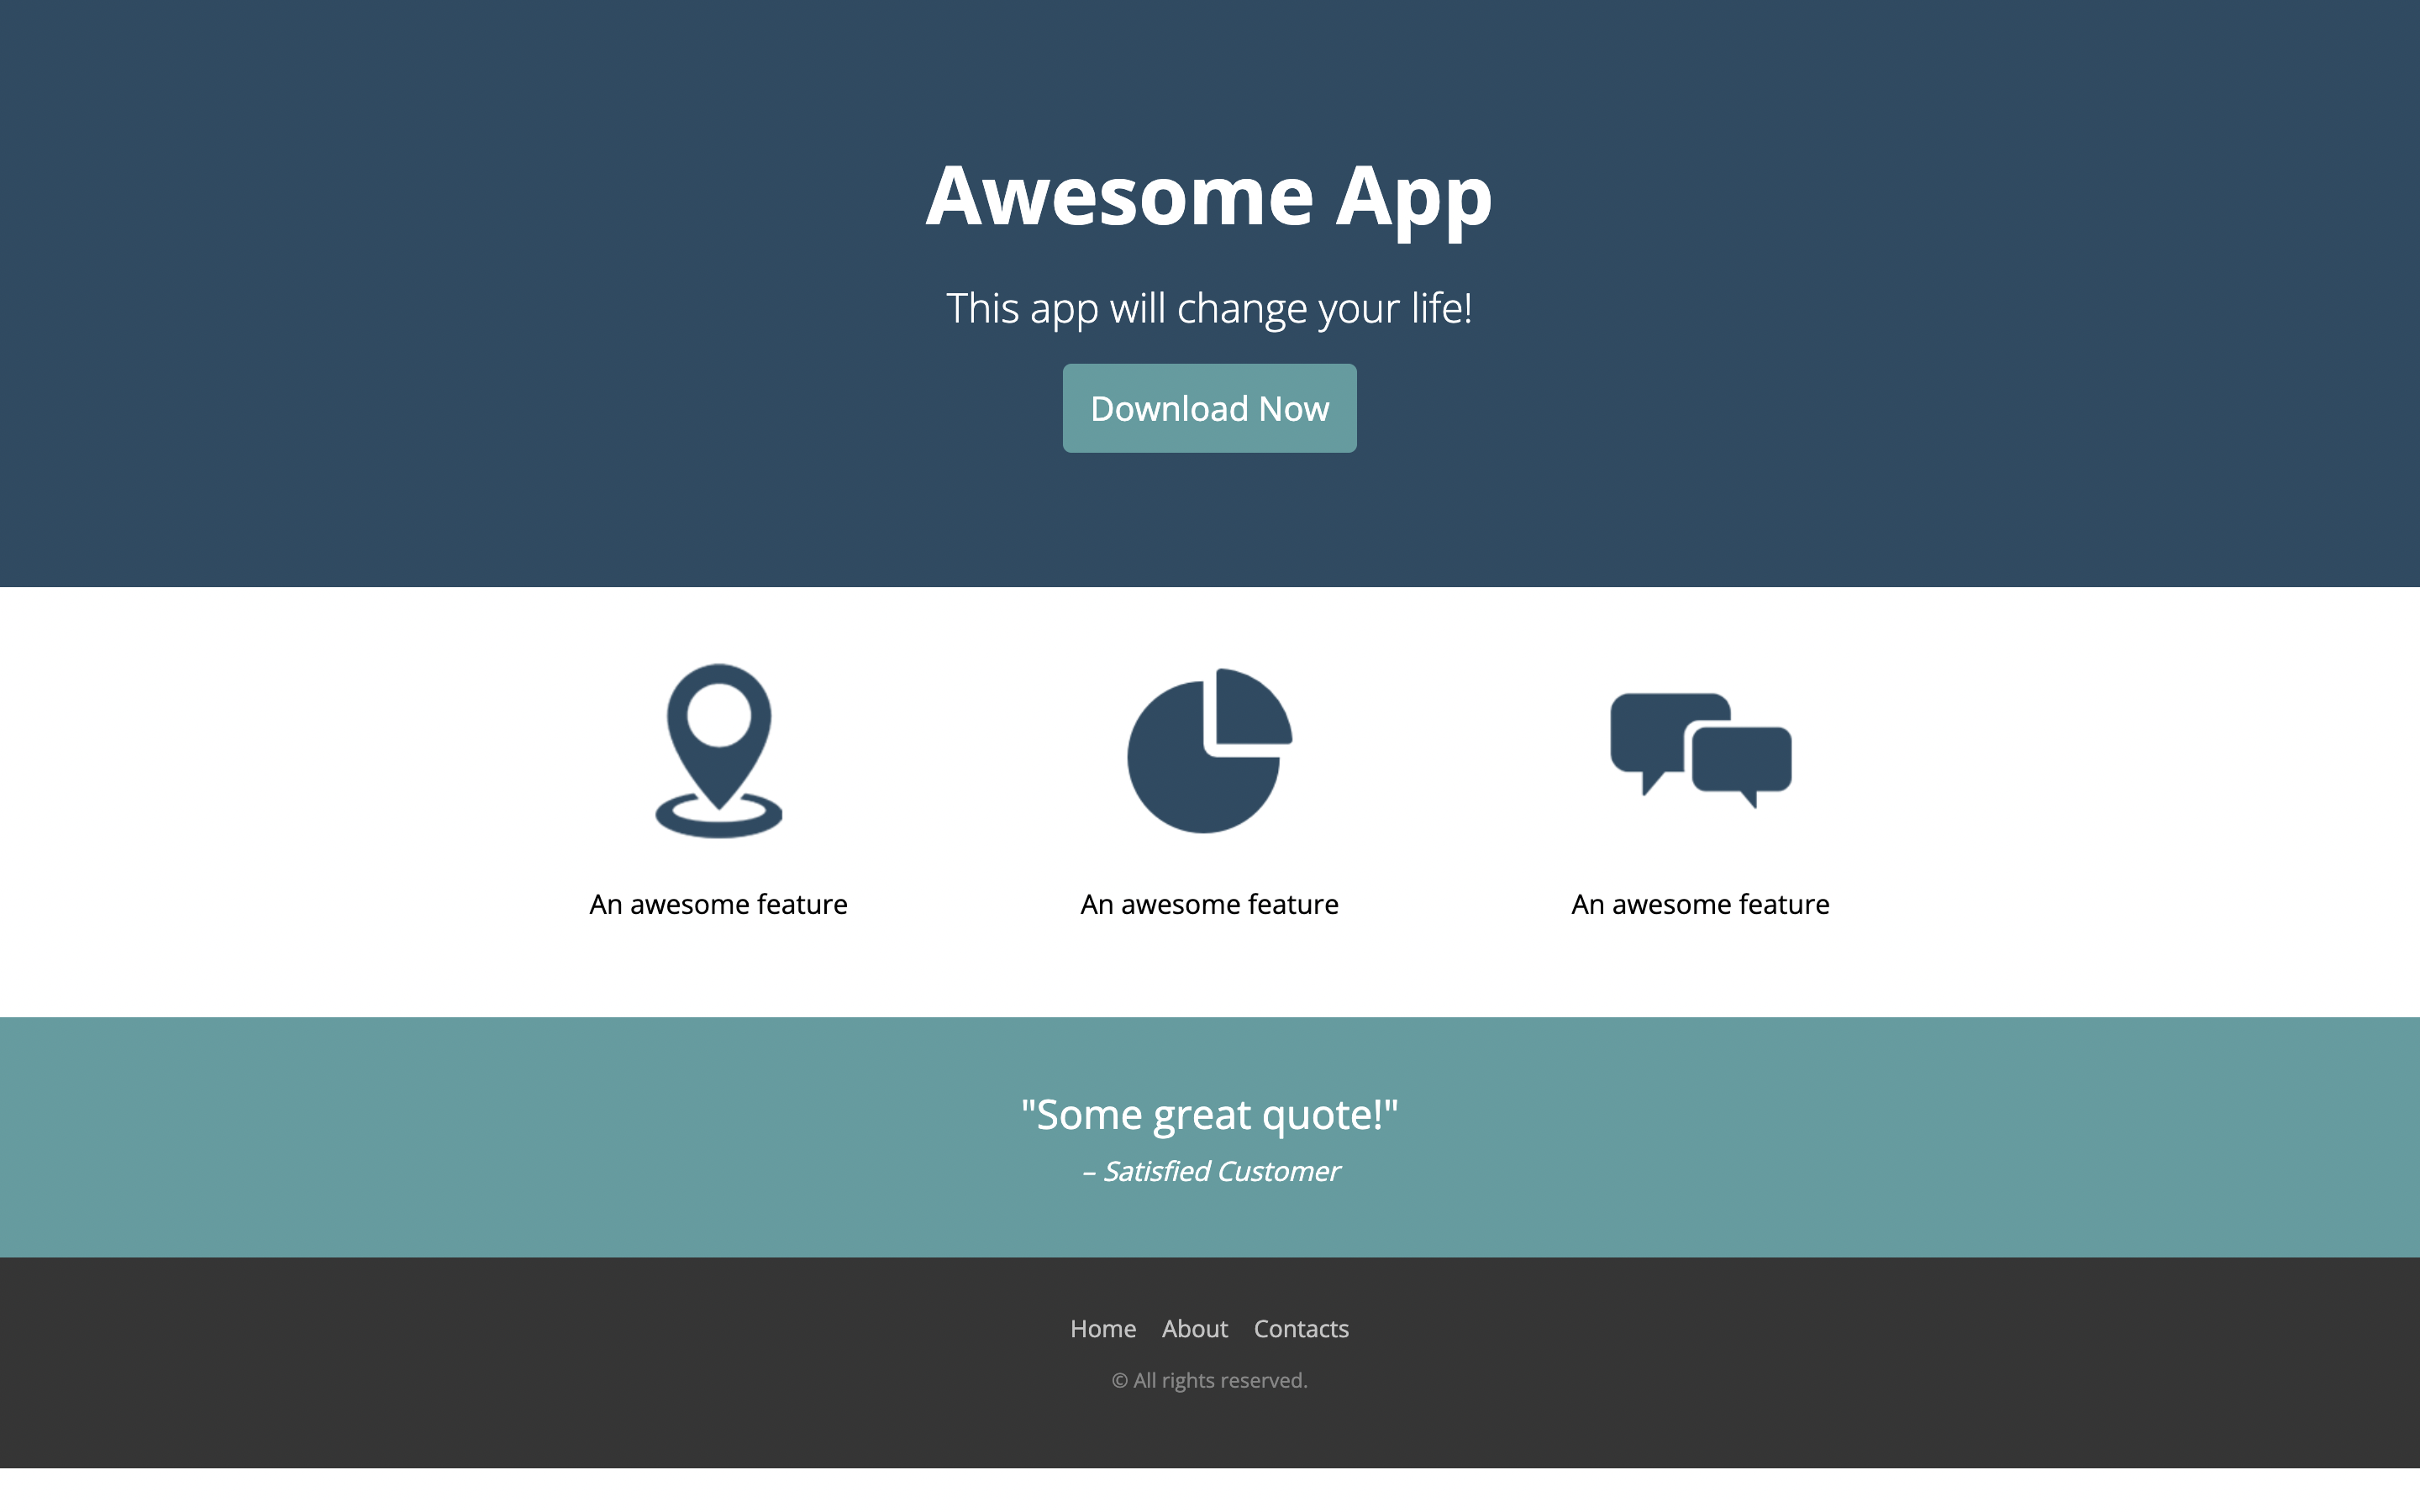 Awesome App
This app will change your life!
Download Now
An awesome feature
An awesome feature
An awesome feature
"Some great quote!"
– Satisfied Customer
Home About Contacts
© All rights reserved.